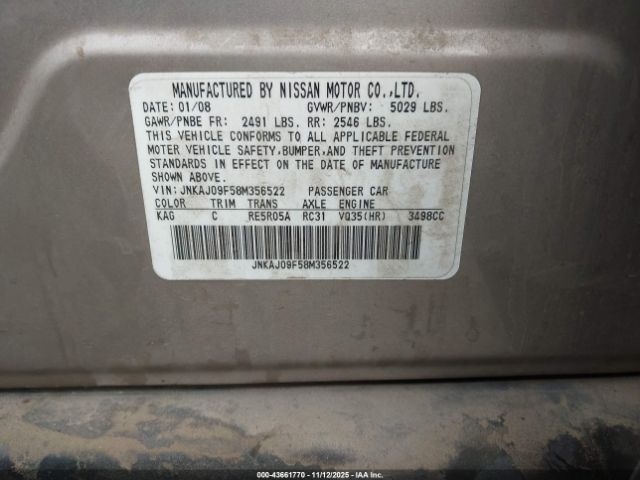 MANUFACTURED BY NISSAN MOTOR CO.,LTD.
DATE: 01/08 GVWR/PNBV: 5029 LBS.
GAWR/PNBE FR: 2491 LBS. RR: 2546 LBS.
THIS VEHICLE CONFORMS TO ALL APPLICABLE FEDERAL
MOTOR VEHICLE SAFETY,BUMPER,AND THEFT PREVENTION
STANDARDS IN EFFECT ON THE DATE OF MANUFACTURE
SHOWN ABOVE.
VIN: JNKAJ09F58M356522 PASSENGER CAR
COLOR TRIM TRANS AXLE ENGINE
KAG C RE5R05A RC31 VQ35(HR) 3498CC
JNKAJ09F58M356522
000-43661770 - 11/12/2025 - IAAI.com